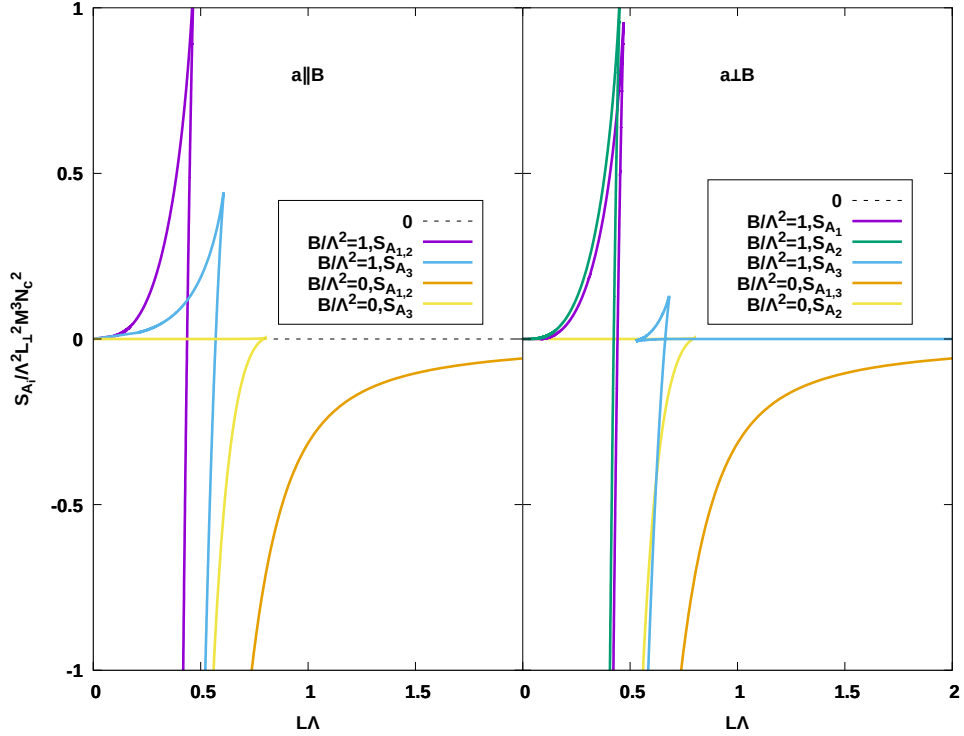 a∥B
a⊥B
S_{A_i}/Λ²L_⊥²M³N_c²
1
0.5
0
-0.5
-1
0
B/Λ²=1,S_{A_{1,2}}
B/Λ²=1,S_{A_3}
B/Λ²=0,S_{A_{1,2}}
B/Λ²=0,S_{A_3}
0
B/Λ²=1,S_{A_1}
B/Λ²=1,S_{A_2}
B/Λ²=1,S_{A_3}
B/Λ²=0,S_{A_{1,3}}
B/Λ²=0,S_{A_2}
0 0.5 1 1.5 0 0.5 1 1.5 2
LΛ LΛ